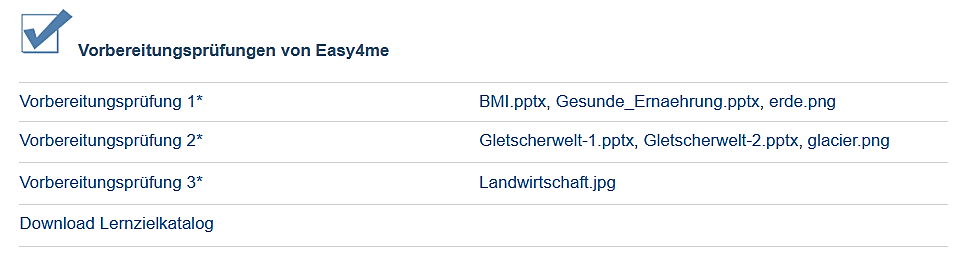 Vorbereitungsprüfungen von Easy4me
Vorbereitungsprüfung 1* BMI.pptx, Gesunde_Ernaehrung.pptx, erde.png
Vorbereitungsprüfung 2* Gletscherwelt-1.pptx, Gletscherwelt-2.pptx, glacier.png
Vorbereitungsprüfung 3* Landwirtschaft.jpg
Download Lernzielkatalog